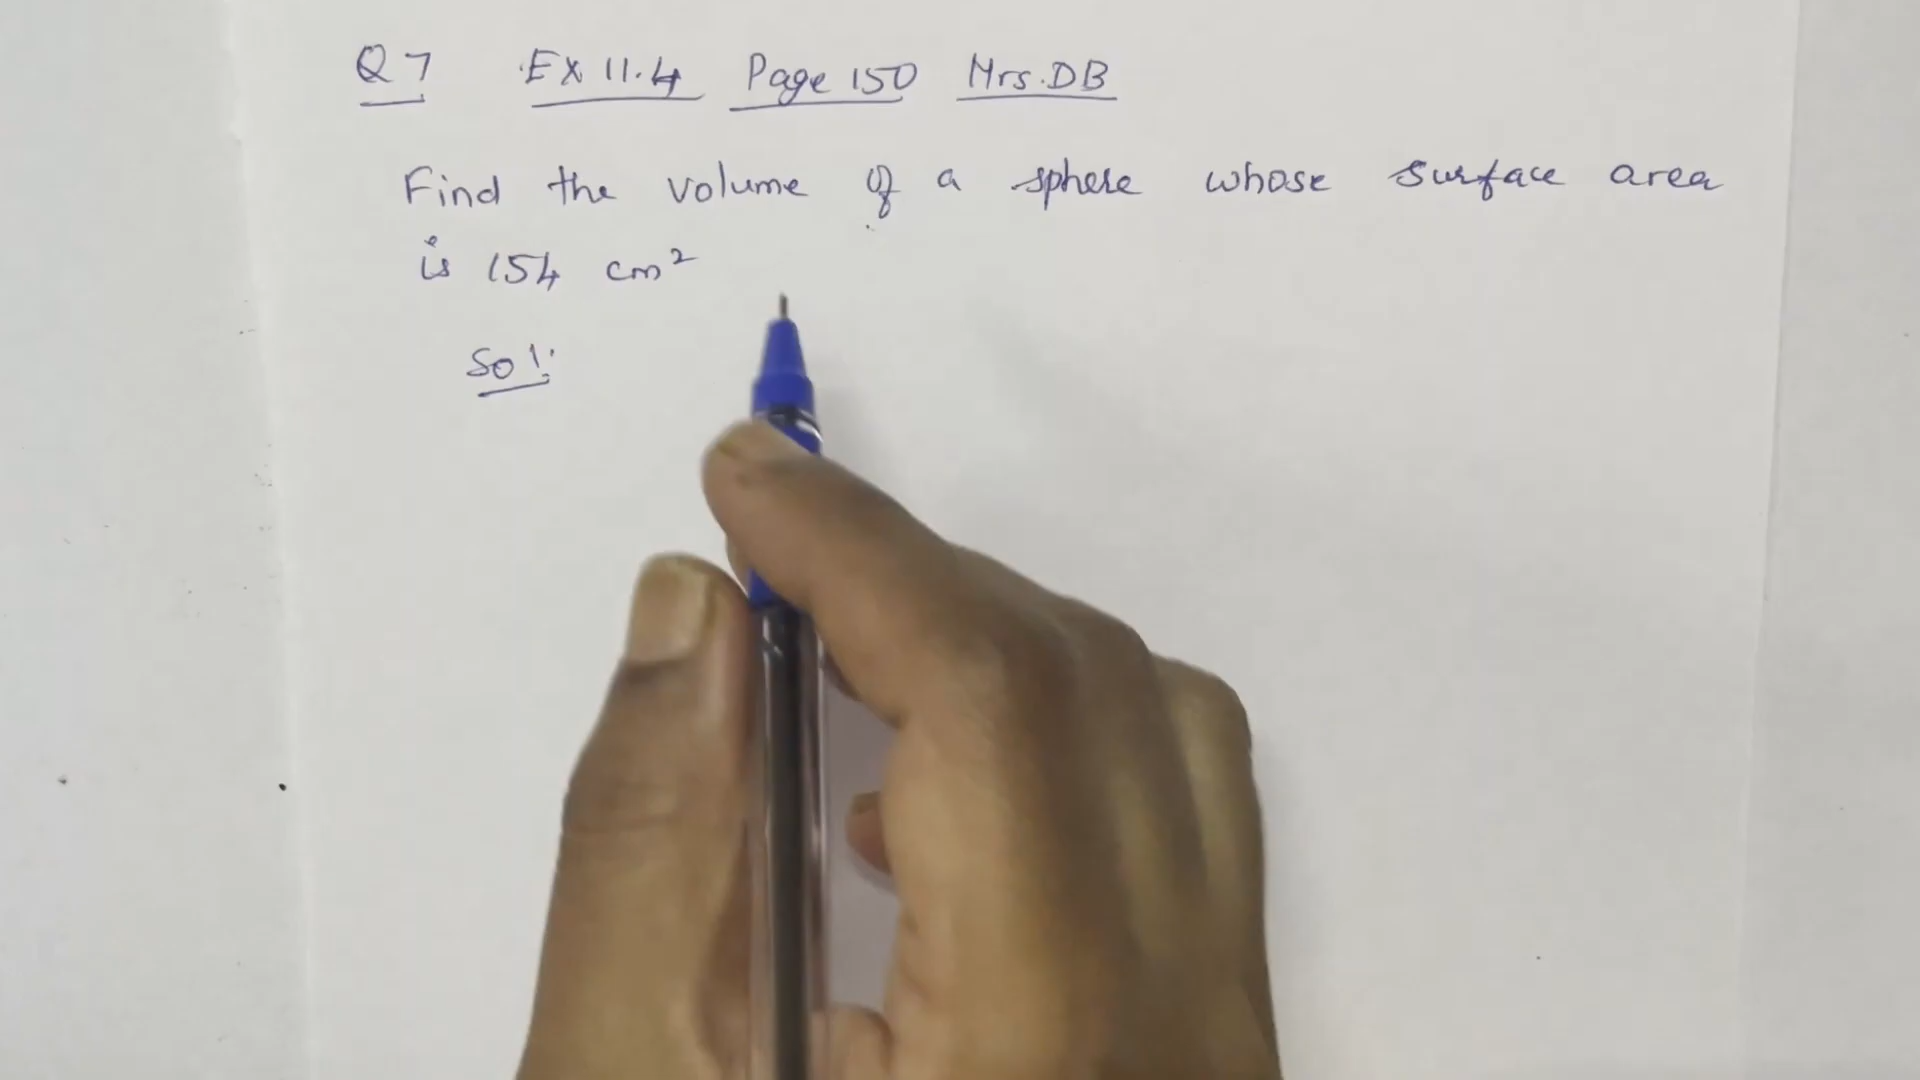 Q7 Ex 11.4 Page 150 Mrs.DB
Find the volume of a sphere whose surface area
is 154 cm²
Sol: